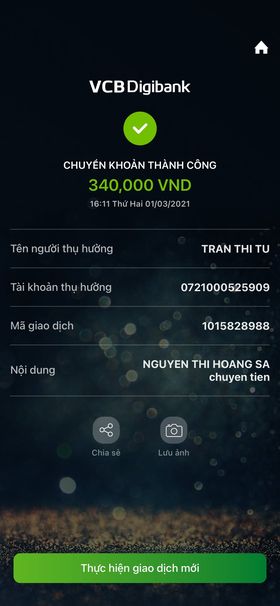 VCB Digibank
CHUYỂN KHOẢN THÀNH CÔNG
340,000 VND
16:11 Thứ Hai 01/03/2021
Tên người thụ hưởng TRAN THI TU
Tài khoản thụ hưởng 0721000525909
Mã giao dịch 1015828988
Nội dung NGUYEN THI HOANG SA
chuyen tien
Chia sẻ Lưu ảnh
Thực hiện giao dịch mới